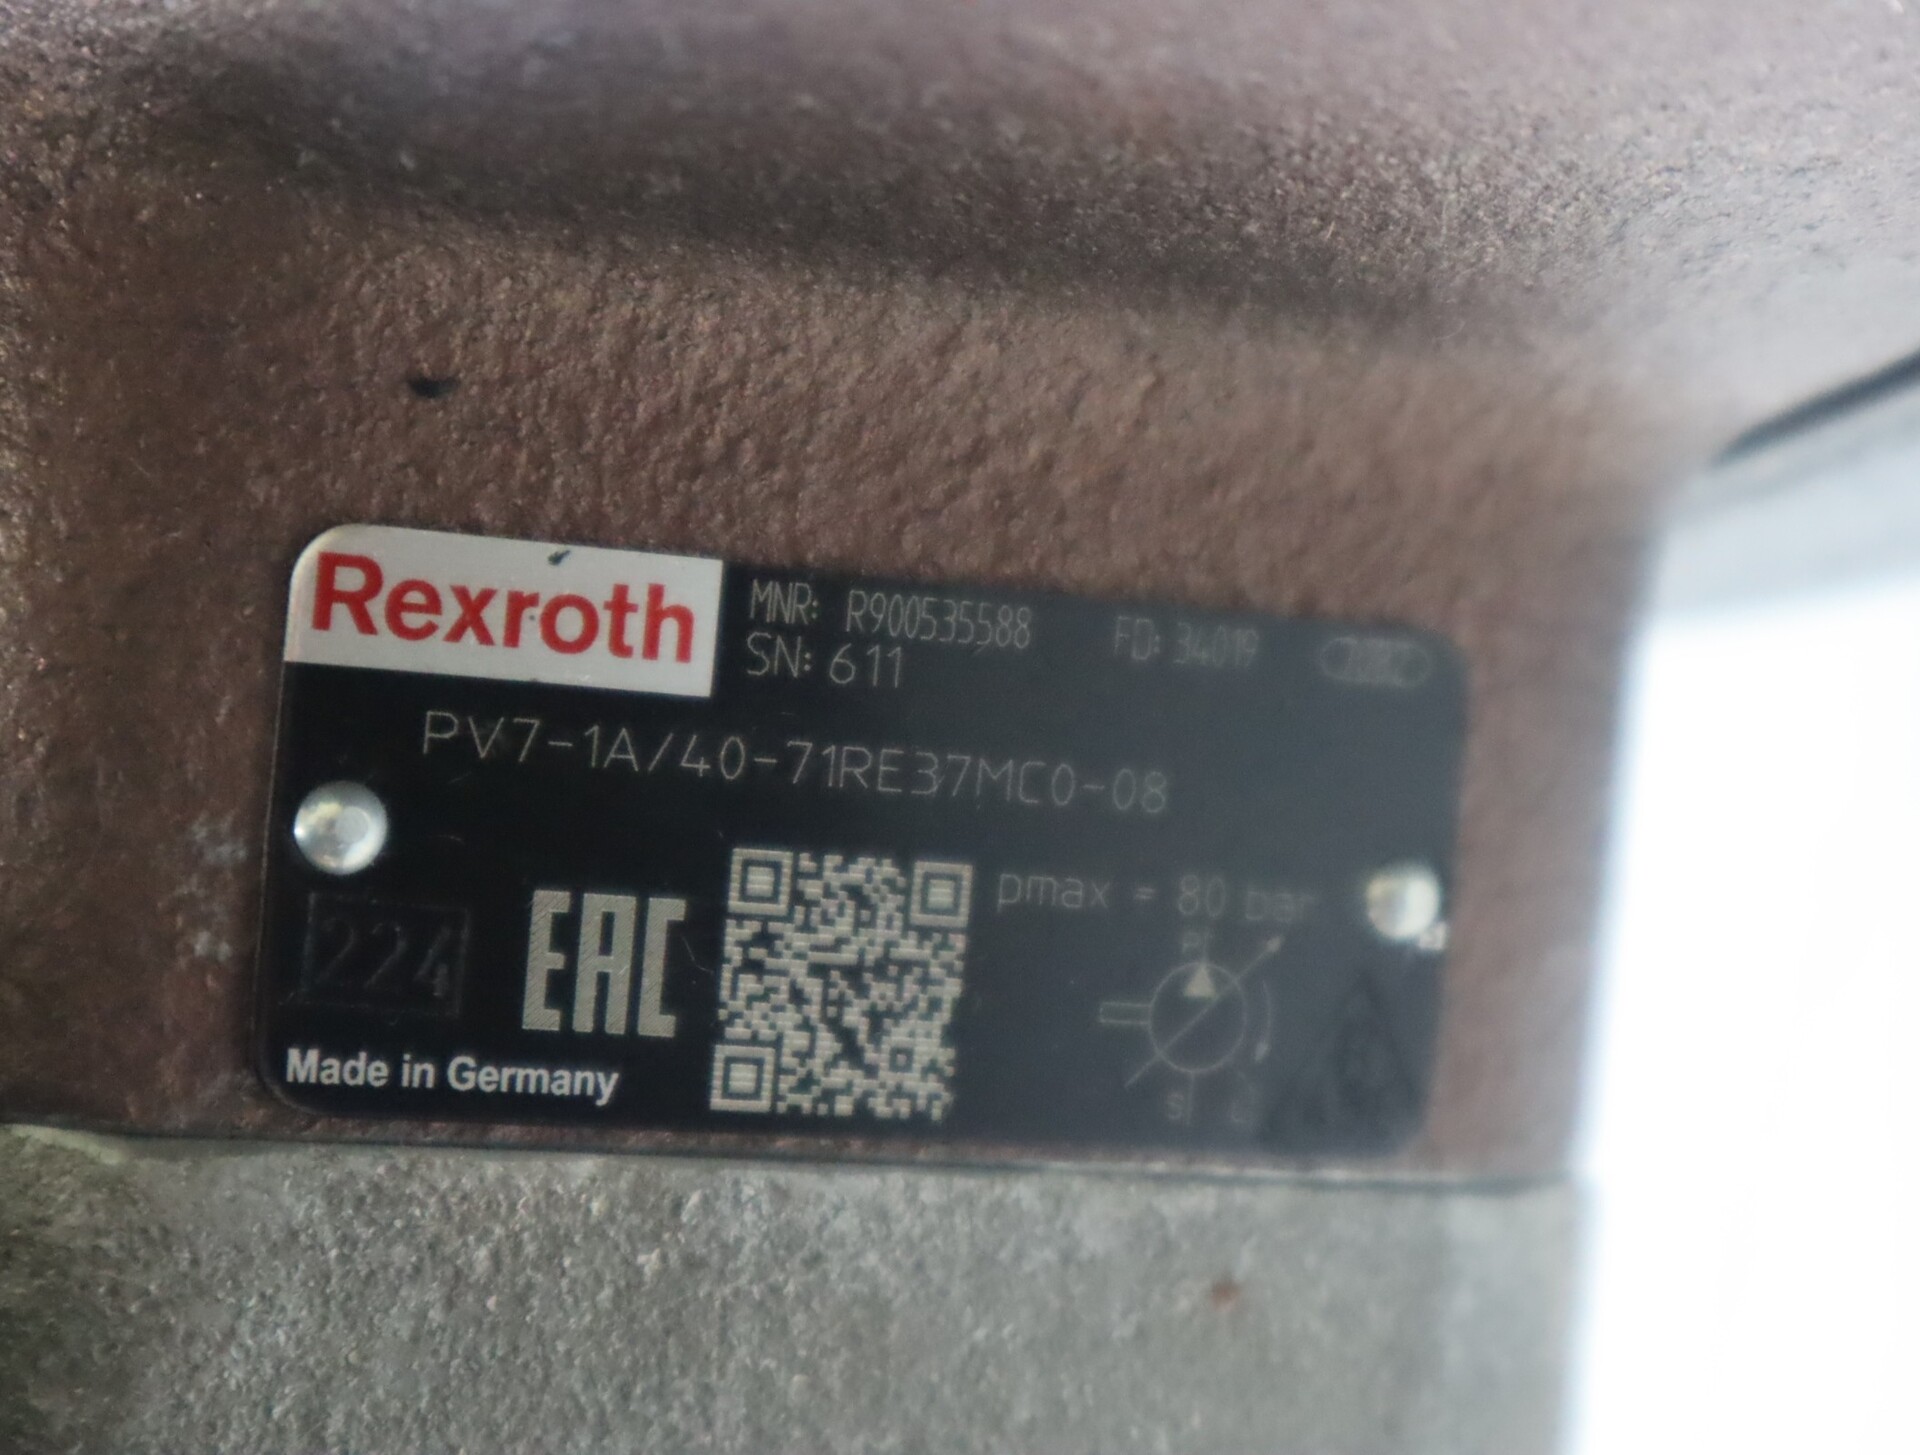 Rexroth
MNR: R900535588 FD: 34019
SN: 611
PV7-1A/40-71RE37MC0-08
224
EAC
pmax = 80 bar
P
S
Made in Germany